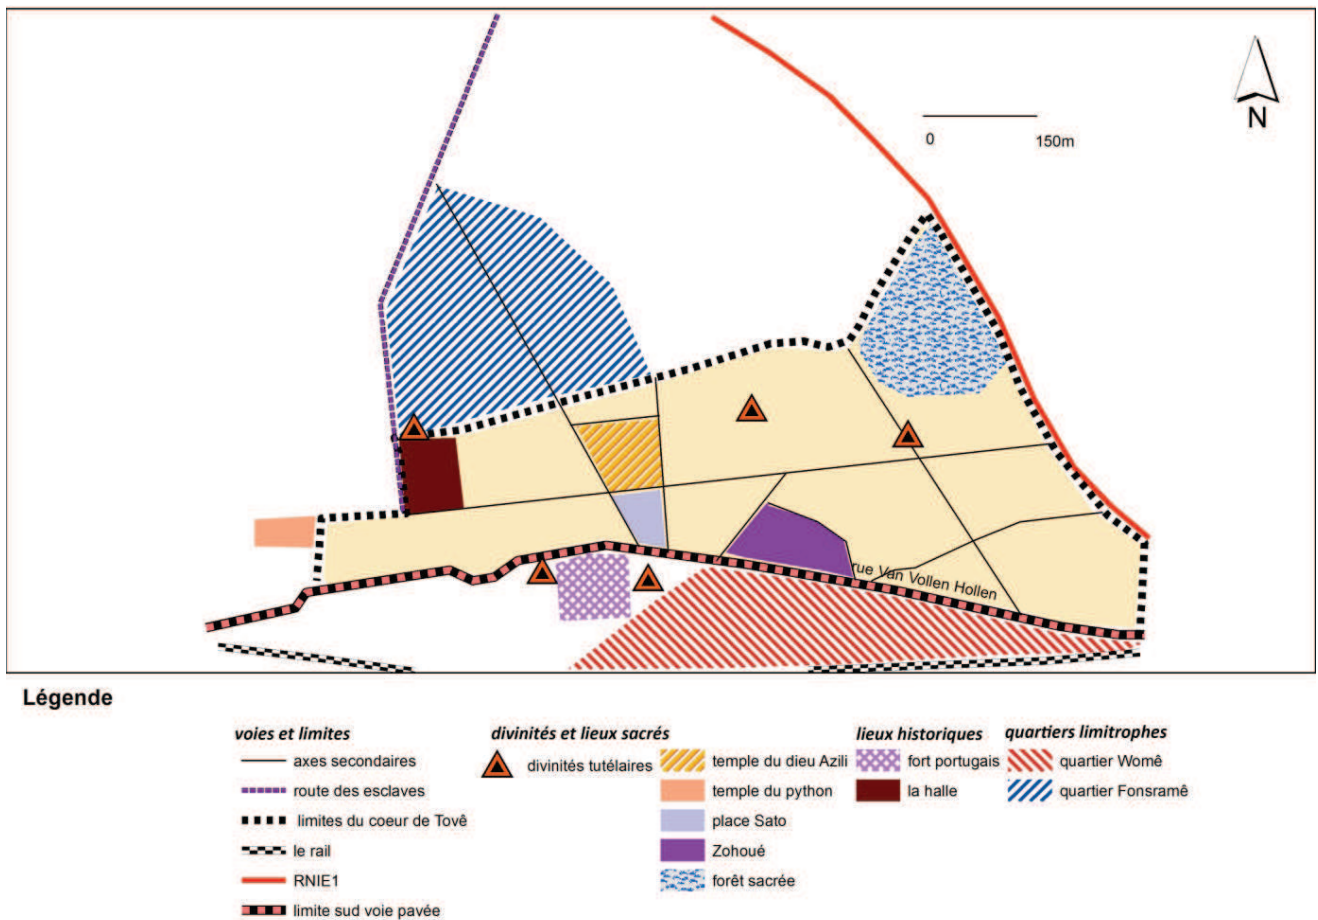 N
0 150m
rue Van Vollen Hollen
Légende
voies et limites
axes secondaires
route des esclaves
limites du coeur de Tovê
le rail
RNIE1
limite sud voie pavée
divinités et lieux sacrés
divinités tutélaires
temple du dieu Azili
temple du python
place Sato
Zohoué
forêt sacrée
lieux historiques
fort portugais
la halle
quartiers limitrophes
quartier Womê
quartier Fonsramê